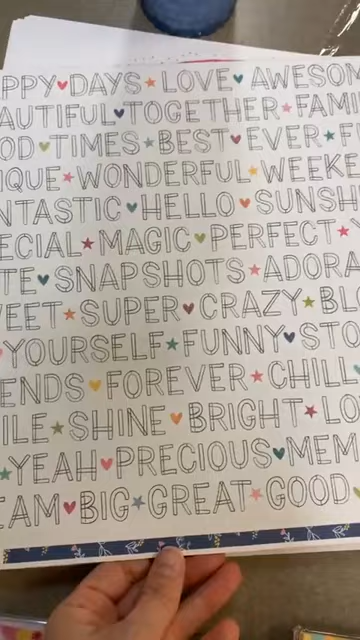 PPY DAYS LOVE AWESOM
AUTIFUL TOGETHER FAMI
OD TIMES BEST EVER F
IQUE WONDERFUL WEEKE
NTASTIC HELLO SUNSH
ECIAL MAGIC PERFECT Y
TE SNAPSHOTS ADORA
EET SUPER CRAZY BL
YOURSELF FUNNY STO
ENDS FOREVER CHILL
ILE SHINE BRIGHT LO
YEAH PRECIOUS MEM
EAM BIG GREAT GOOD